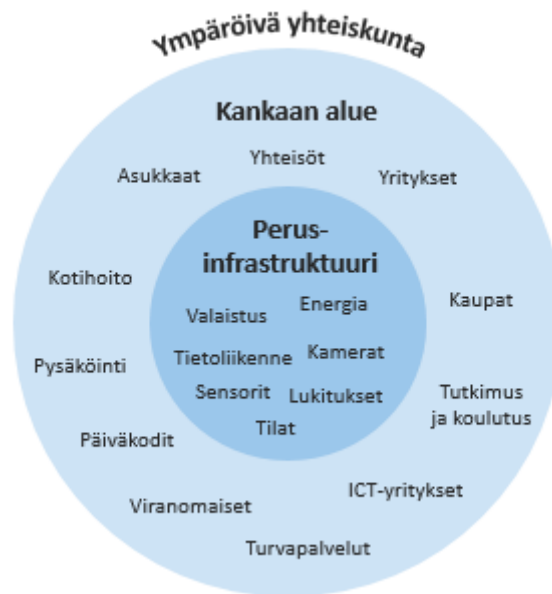 Ympäröivä yhteiskunta
Kankaan alue
Yhteisöt
Asukkaat
Yritykset
Perus-
infrastruktuuri
Kotihoito
Energia
Kaupat
Valaistus
Tietoliikenne
Kamerat
Pysäköinti
Sensorit
Lukitukset
Tutkimus
ja koulutus
Tilat
Päiväkodit
ICT-yritykset
Viranomaiset
Turvapalvelut